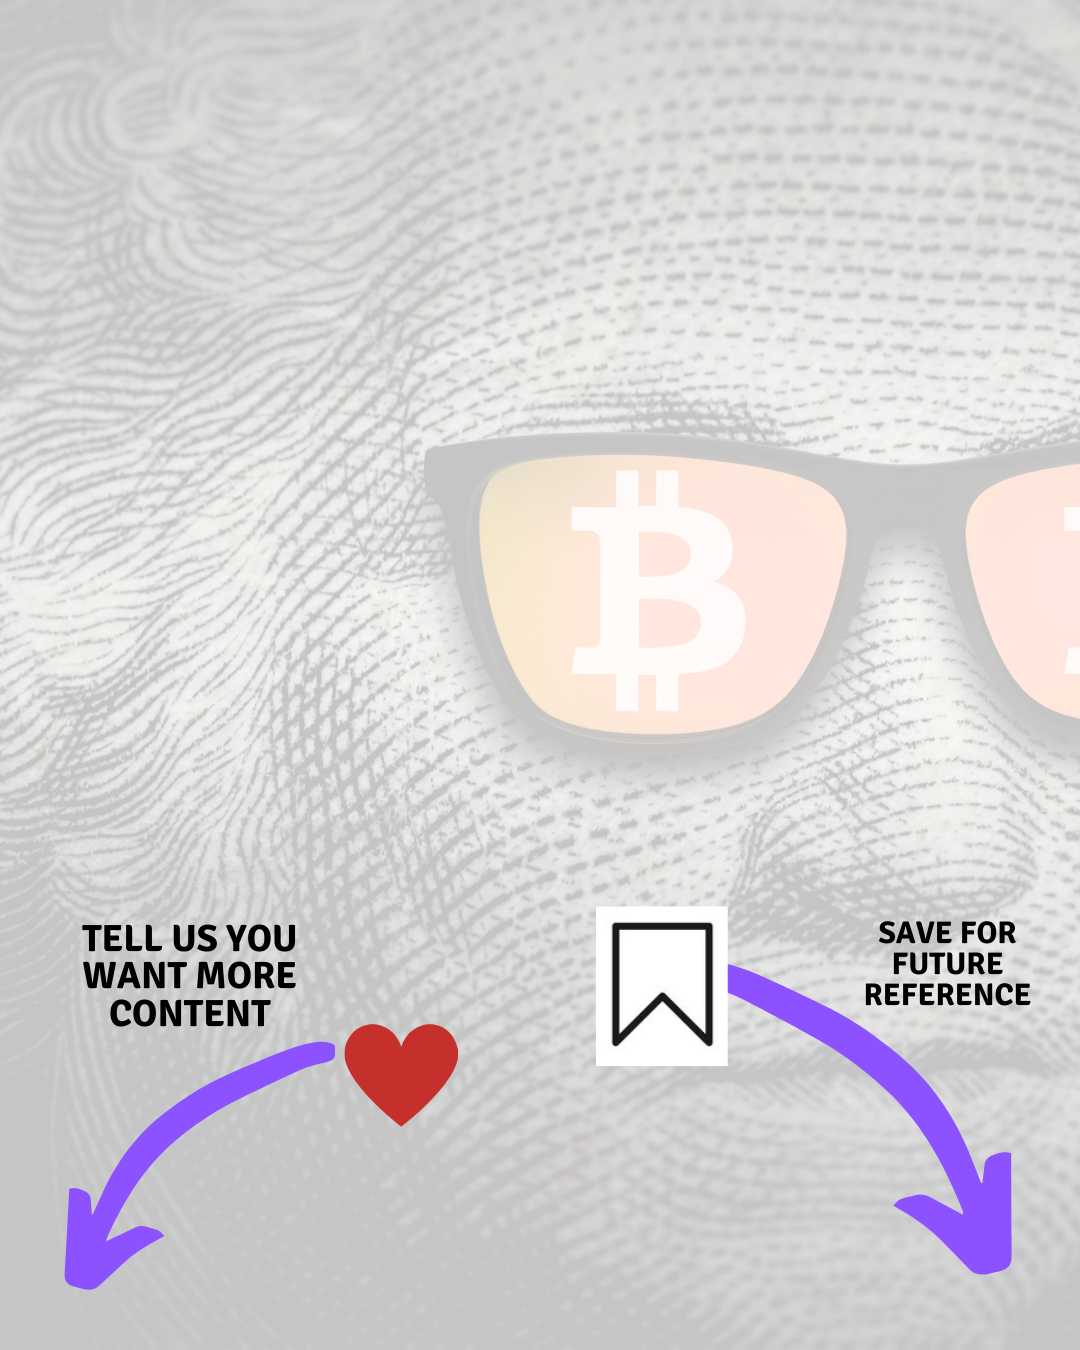 TELL US YOU
WANT MORE
CONTENT
SAVE FOR
FUTURE
REFERENCE